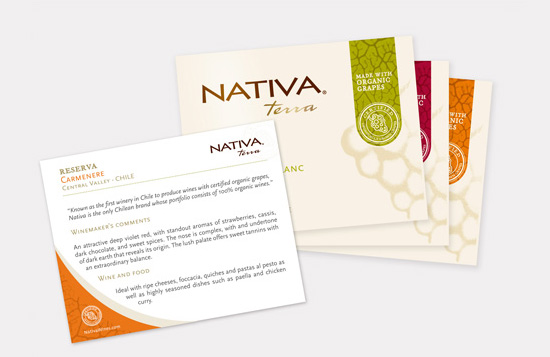 NATIVA®
terra
MADE WITH
ORGANIC
GRAPES
CERTIFIED
ANC
IC
ES
NIC
ES
NATIVA®
terra
RESERVA
CARMENERE
CENTRAL VALLEY - CHILE
"Known as the first winery in Chile to produce wines with certified organic grapes,
Nativa is the only Chilean brand whose portfolio consists of 100% organic wines."
WINEMAKER'S COMMENTS
An attractive deep violet red, with standout aromas of strawberries, cassis,
dark chocolate, and sweet spices. The nose is complex, with and undertone
of dark earth that reveals its origin. The lush palate offers sweet tannins with
an extraordinary balance.
WINE AND FOOD
Ideal with ripe cheeses, foccacia, quiches and pastas al pesto as
well as highly seasoned dishes such as paella and chicken
curry.